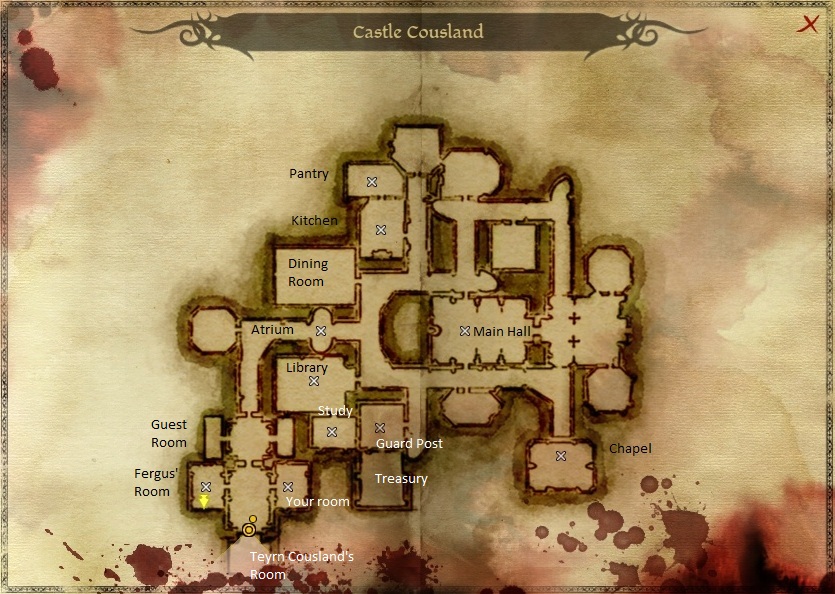 Castle Cousland
Pantry
Kitchen
Dining
Room
Atrium
Main Hall
Library
Study
Guest
Room
Guard Post
Chapel
Fergus'
Room
Treasury
Your room
Teyrn Cousland's
Room